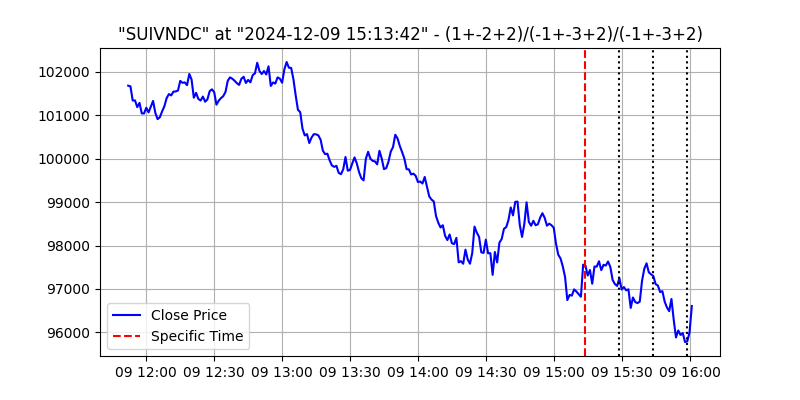 "SUIVNDC" at "2024-12-09 15:13:42" - (1+-2+2)/(-1+-3+2)/(-1+-3+2)
102000
101000
100000
99000
98000
97000
96000
Close Price
Specific Time
09 12:00 09 12:30 09 13:00 09 13:30 09 14:00 09 14:30 09 15:00 09 15:30 09 16:00